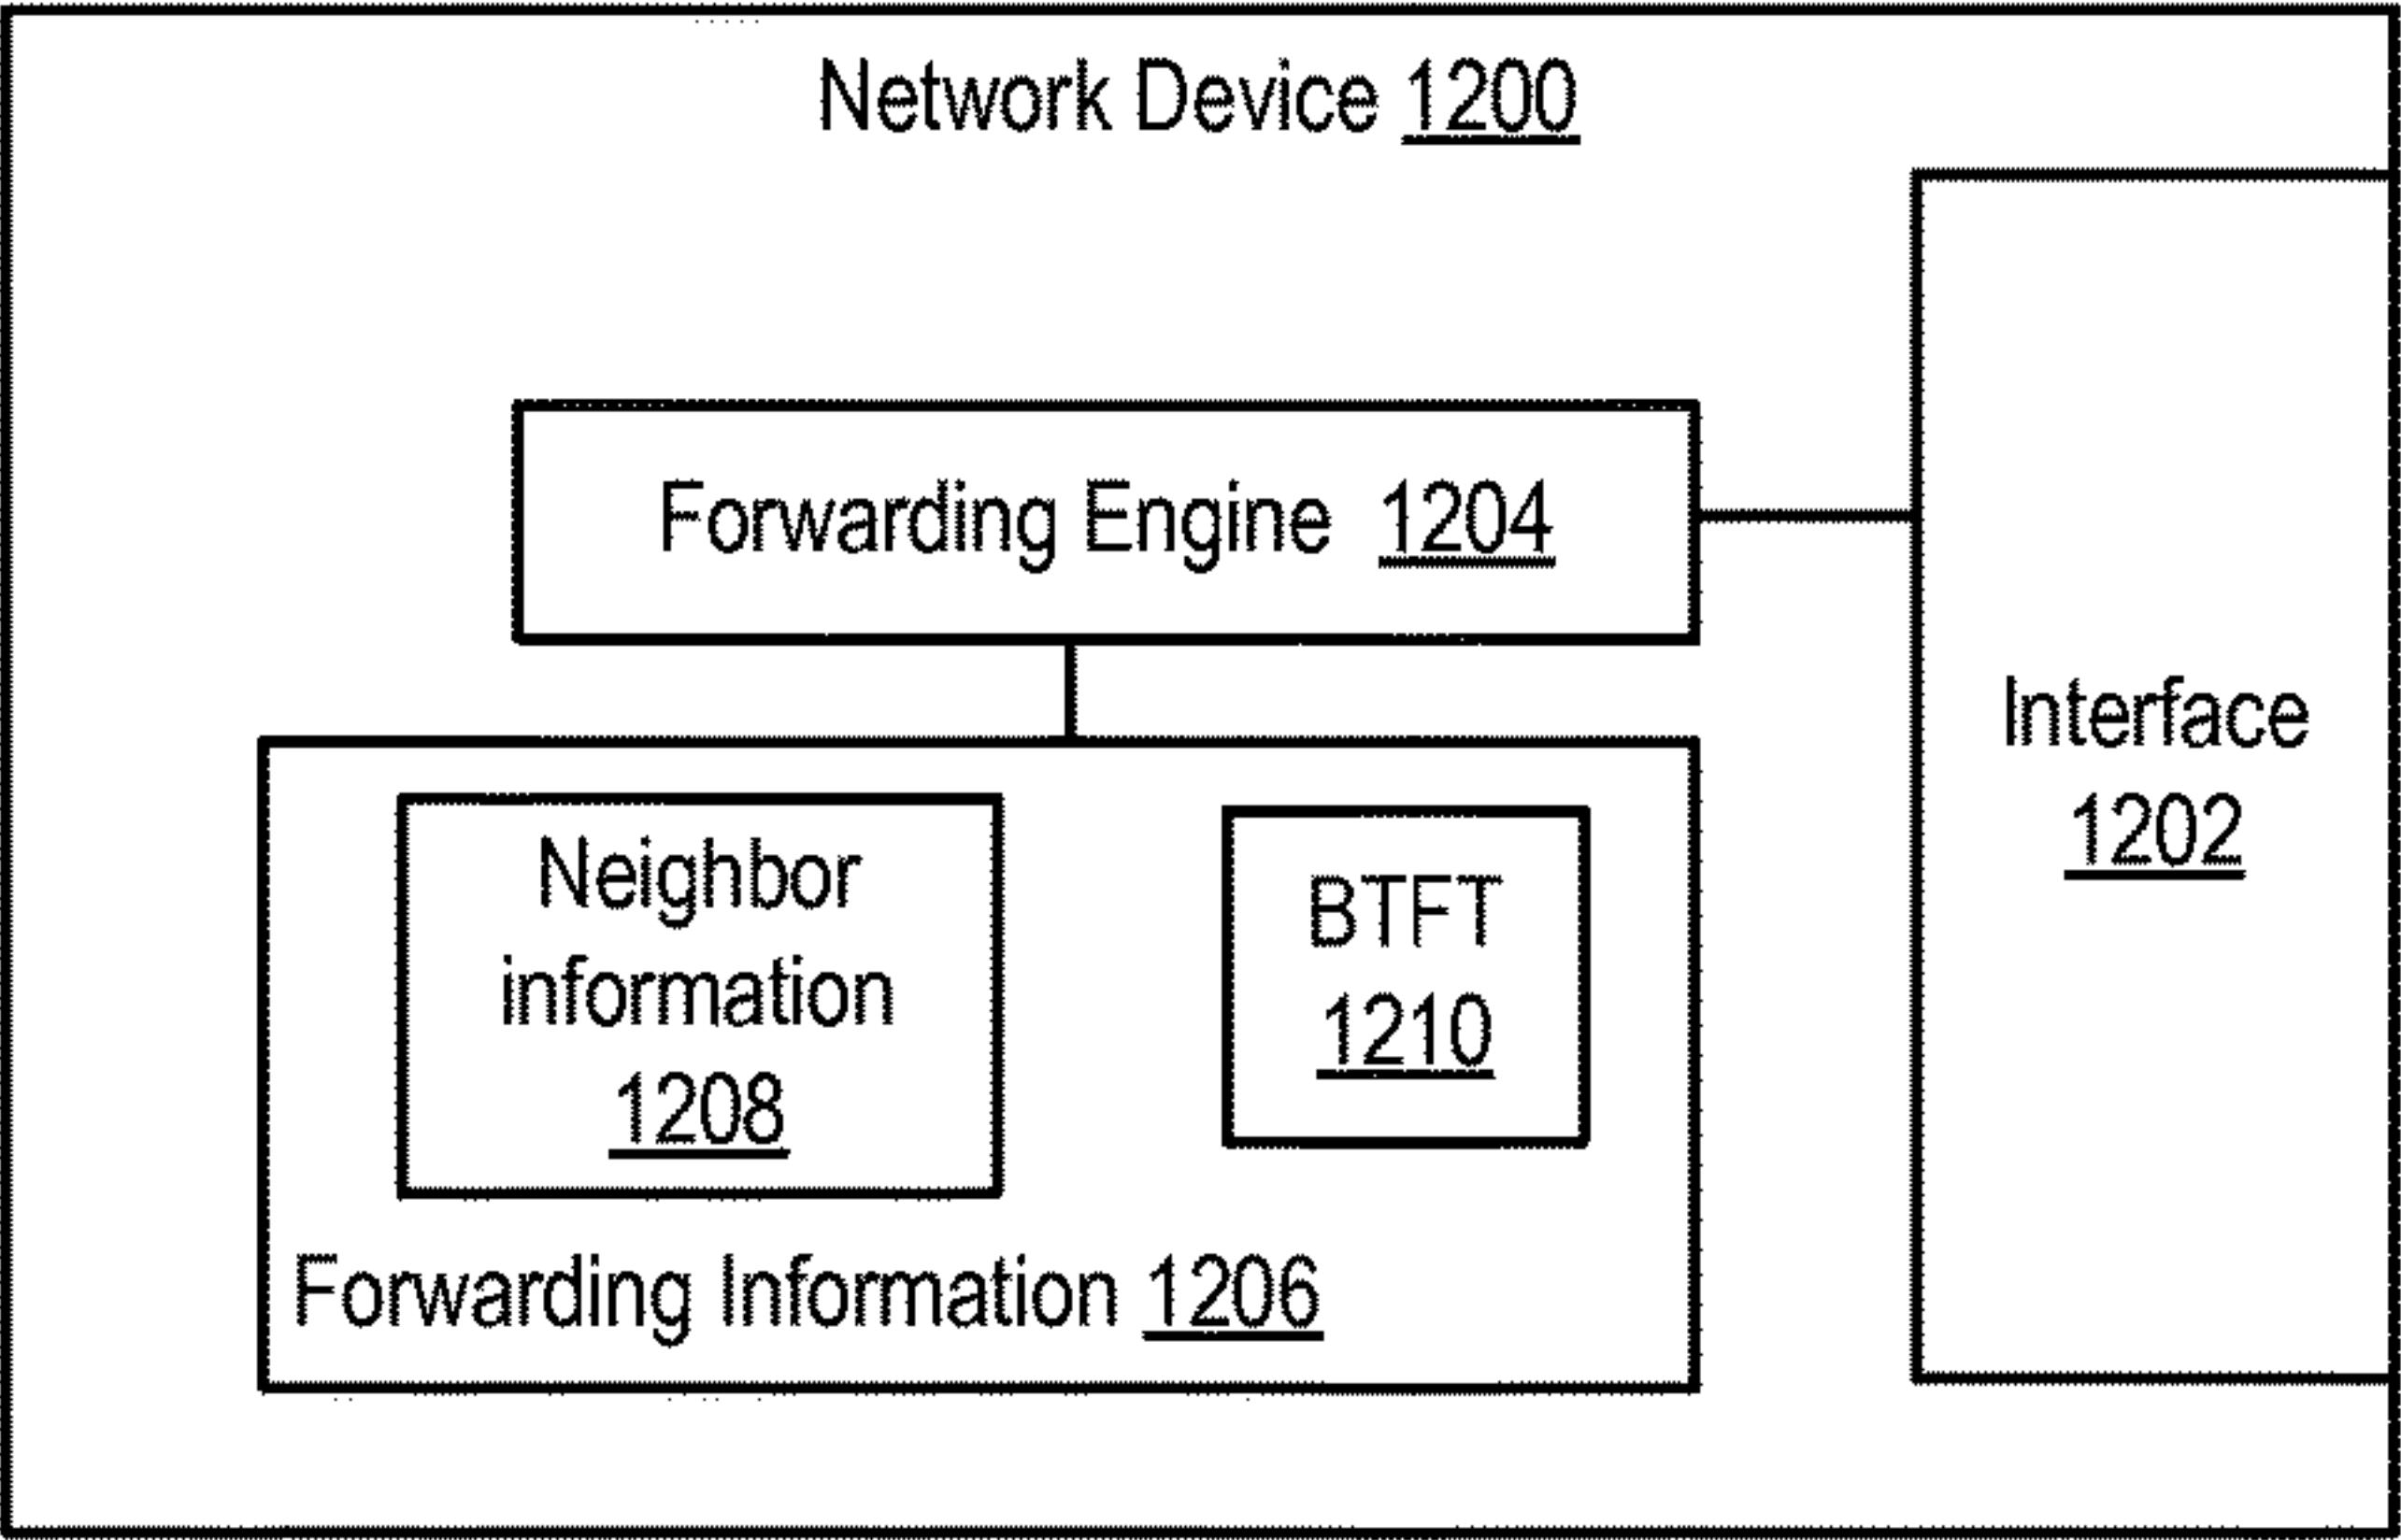 Network Device 1200
Forwarding Engine 1204
Interface
1202
Neighbor
information
1208
BTFT
1210
Forwarding Information 1206